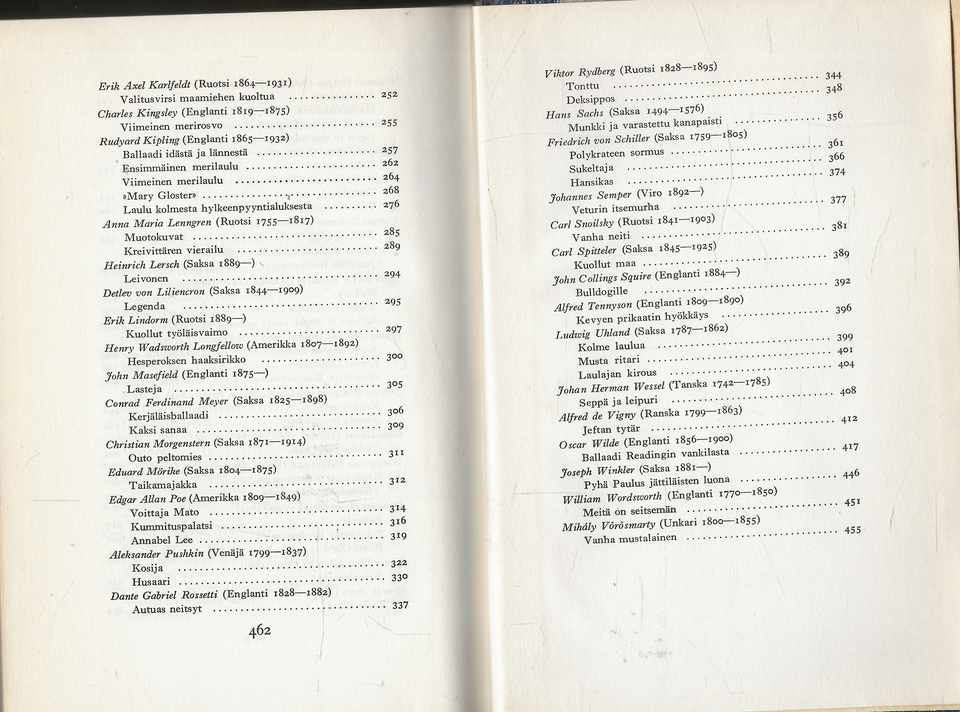 Erik Axel Karlfeldt (Ruotsi 1864—1931)
Valitusvirsi maamiehen kuoltua ................ 252
Charles Kingsley (Englanti 1819—1875)
Viimeinen merirosvo .......................... 255
Rudyard Kipling (Englanti 1865—1932)
Ballaadi idästä ja lännestä ...................... 257
Ensimmäinen merilaulu ........................ 262
Viimeinen merilaulu .......................... 264
»Mary Gloster» ................................ 268
Laulu kolmesta hylkeenpyyntialuksesta .......... 276
Anna Maria Lenngren (Ruotsi 1755—1817)
Muotokuvat .................................. 285
Kreivittären vierailu .......................... 289
Heinrich Lersch (Saksa 1889—)
Leivonen .................................... 294
Detlev von Liliencron (Saksa 1844—1909)
Legenda .................................... 295
Erik Lindorm (Ruotsi 1889—)
Kuollut työläisvaimo .......................... 297
Henry Wadsworth Longfellow (Amerikka 1807—1892)
Hesperoksen haaksirikko ...................... 300
John Masefield (Englanti 1875—)
Lasteja ...................................... 305
Conrad Ferdinand Meyer (Saksa 1825—1898)
Kerjäläisballaadi .............................. 306
Kaksi sanaa .................................. 309
Christian Morgenstern (Saksa 1871—1914)
Outo peltomies ................................ 311
Eduard Mörike (Saksa 1804—1875)
Taikamajakka ................................ 312
Edgar Allan Poe (Amerikka 1809—1849)
Voittaja Mato ................................ 314
Kummituspalatsi .............................. 316
Annabel Lee .................................. 319
Aleksander Pushkin (Venäjä 1799—1837)
Kosija ...................................... 322
Husaari ...................................... 330
Dante Gabriel Rossetti (Englanti 1828—1882)
Autuas neitsyt ................................ 337
462
Viktor Rydberg (Ruotsi 1828—1895)
Tonttu ...................................... 344
Deksippos .................................... 348
Hans Sachs (Saksa 1494—1576)
Munkki ja varastettu kanapaisti ................ 356
Friedrich von Schiller (Saksa 1759—1805)
Polykrateen sormus ............................ 361
Sukeltaja .................................... 366
Hansikas .................................... 374
Johannes Semper (Viro 1892—)
Veturin itsemurha ............................ 377
Carl Snoilsky (Ruotsi 1841—1903)
Vanha neiti .................................. 381
Carl Spitteler (Saksa 1845—1925)
Kuollut maa .................................. 389
John Collings Squire (Englanti 1884—)
Bulldogille .................................. 392
Alfred Tennyson (Englanti 1809—1890)
Kevyen prikaatin hyökkäys .................... 396
Ludwig Uhland (Saksa 1787—1862)
Kolme laulua ................................ 399
Musta ritari .................................. 401
Laulajan kirous .............................. 404
Johan Herman Wessel (Tanska 1742—1785)
Seppä ja leipuri .............................. 408
Alfred de Vigny (Ranska 1799—1863)
Jeftan tytär .................................. 412
Oscar Wilde (Englanti 1856—1900)
Ballaadi Readingin vankilasta .................. 417
Joseph Winkler (Saksa 1881—)
Pyhä Paulus jättiläisten luona .................. 446
William Wordsworth (Englanti 1770—1850)
Meitä on seitsemän ............................ 451
Mihály Vörösmarty (Unkari 1800—1855)
Vanha mustalainen ............................ 455